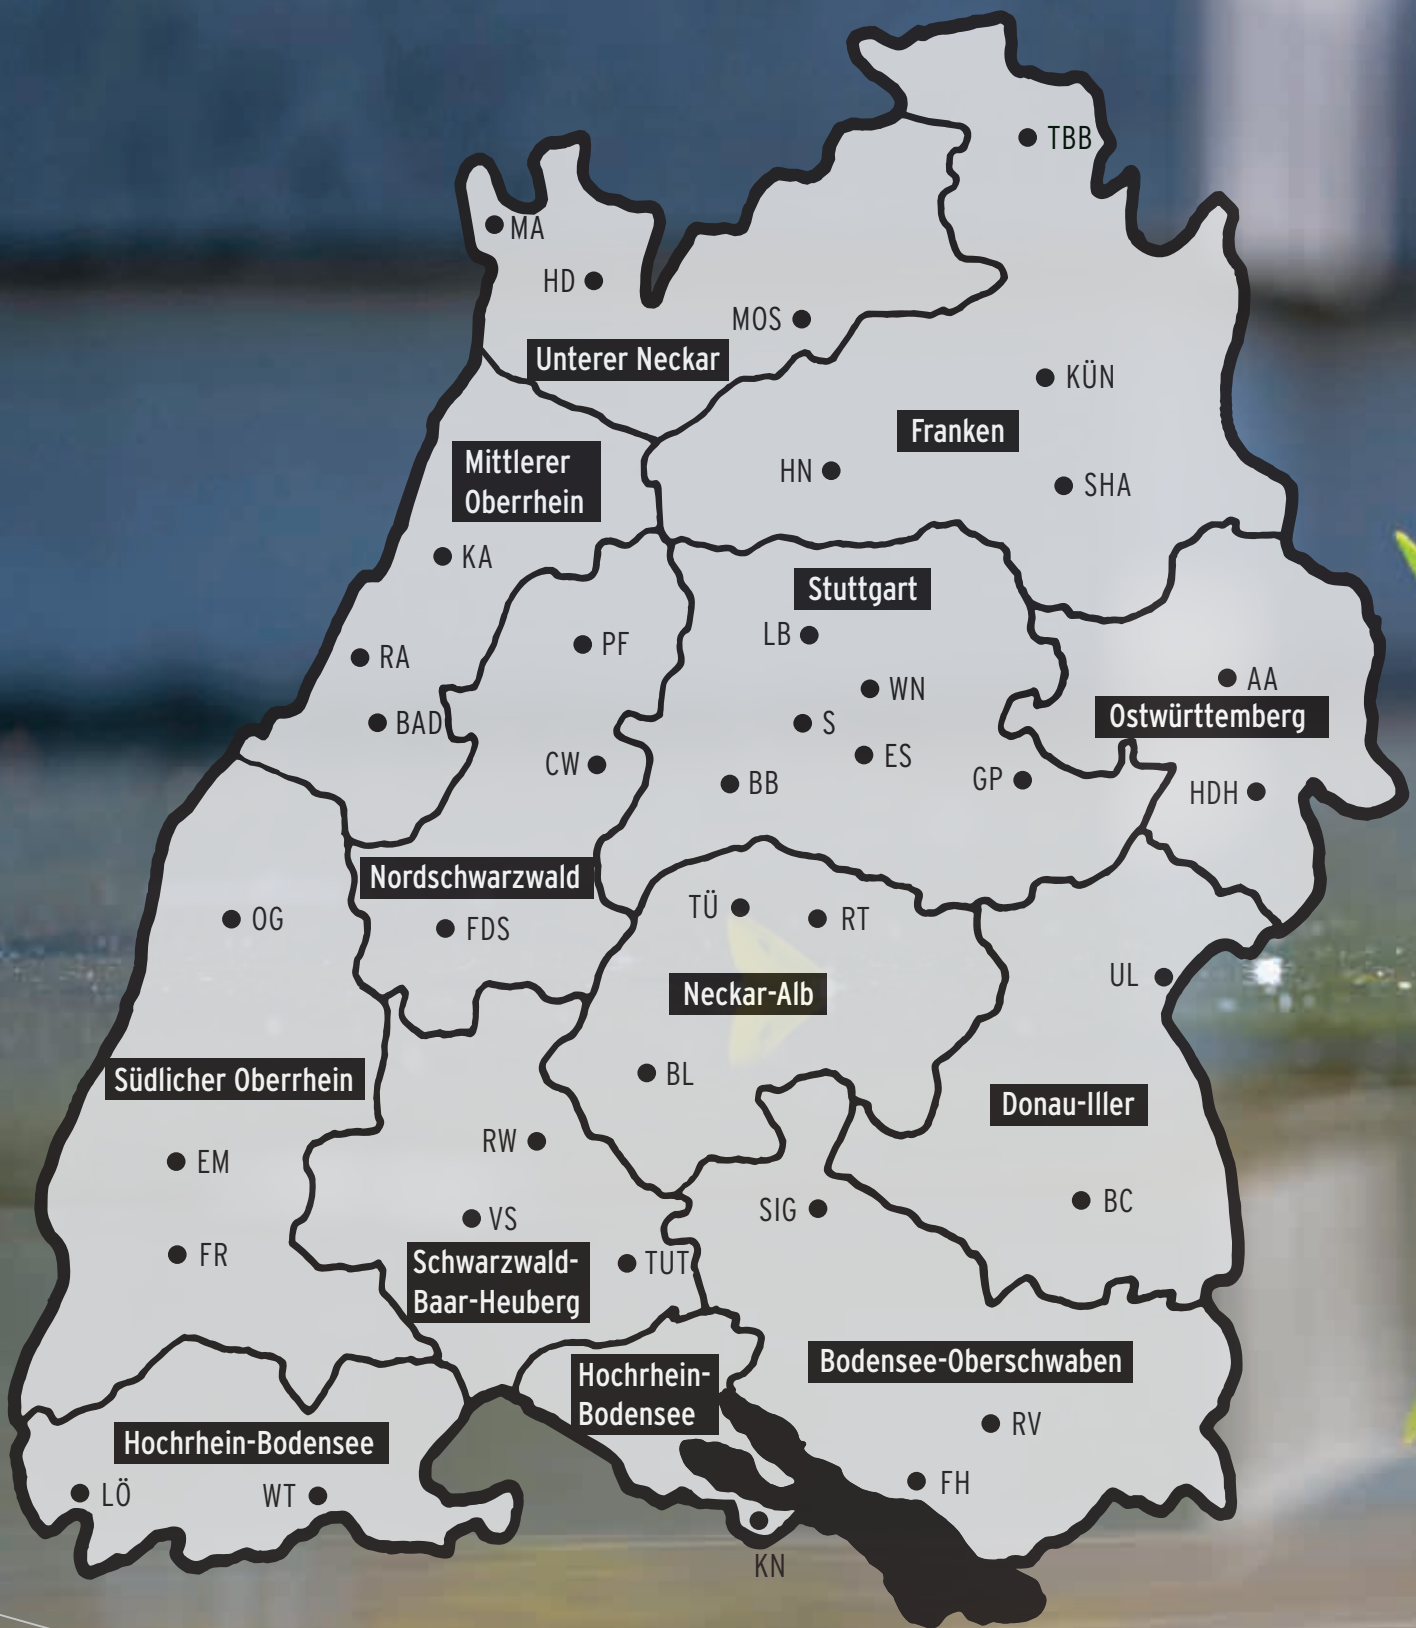 TBB
MA
HD
MOS
Unterer Neckar
KÜN
Franken
Mittlerer
Oberrhein
HN
SHA
KA
Stuttgart
LB
PF
RA
WN
AA
BAD
S
Ostwürttemberg
ES
CW
BB
GP
HDH
Nordschwarzwald
TÜ
RT
OG
FDS
UL
Neckar-Alb
BL
Südlicher Oberrhein
Donau-Iller
RW
EM
BC
SIG
VS
FR
TUT
Schwarzwald-
Baar-Heuberg
Bodensee-Oberschwaben
Hochrhein-
Bodensee
RV
Hochrhein-Bodensee
FH
LÖ
WT
KN